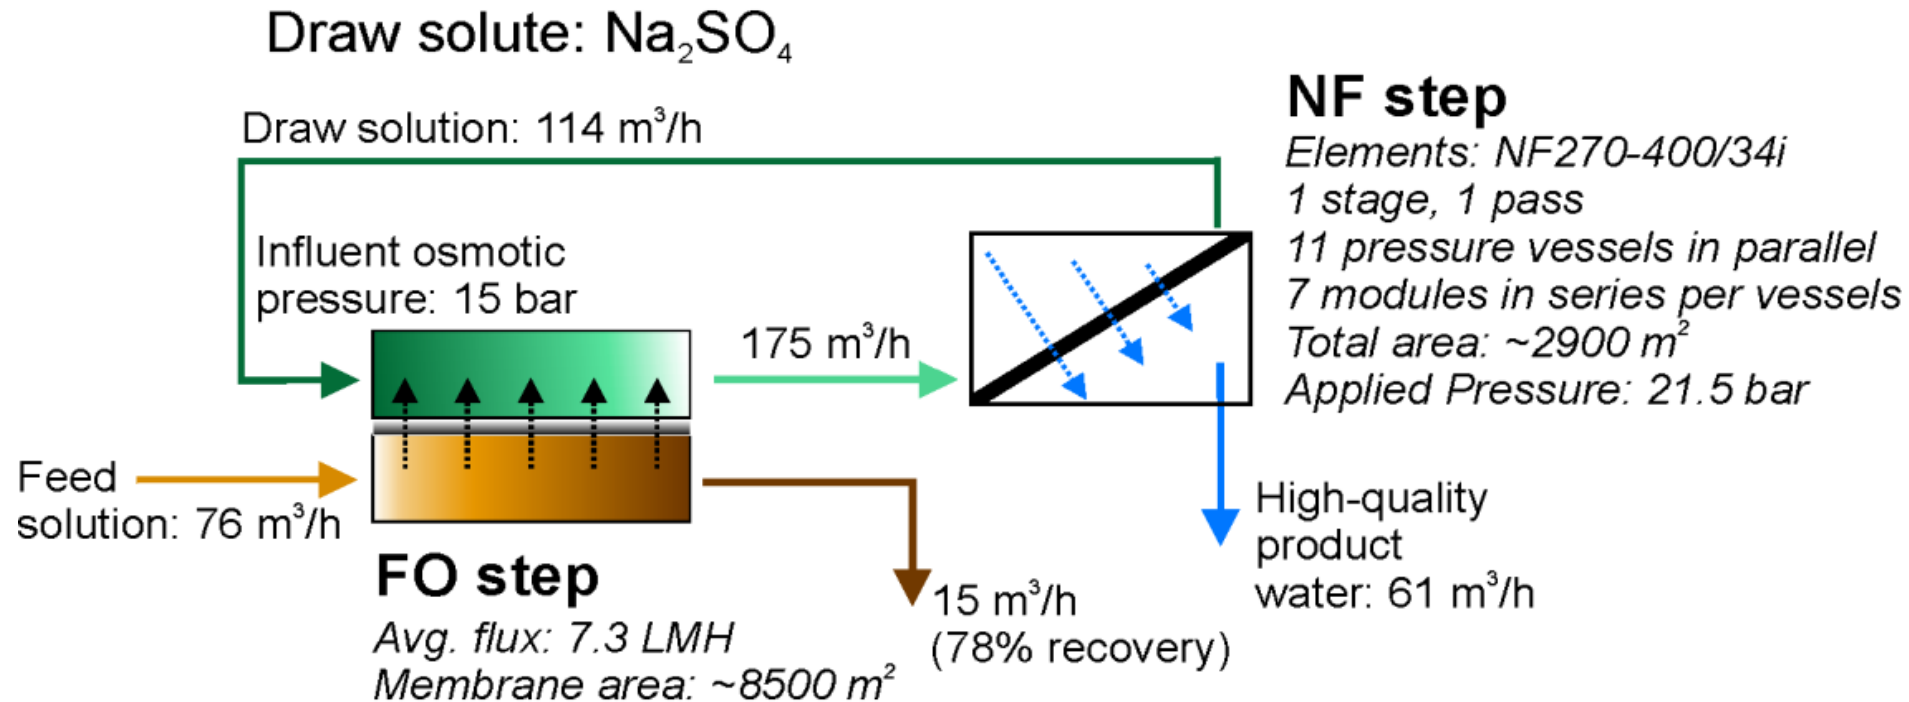 Draw solute: Na₂SO₄
Draw solution: 114 m³/h
Influent osmotic
pressure: 15 bar
175 m³/h
Feed
solution: 76 m³/h
FO step
Avg. flux: 7.3 LMH
Membrane area: ~8500 m²
15 m³/h
(78% recovery)
NF step
Elements: NF270-400/34i
1 stage, 1 pass
11 pressure vessels in parallel
7 modules in series per vessels
Total area: ~2900 m²
Applied Pressure: 21.5 bar
High-quality
product
water: 61 m³/h